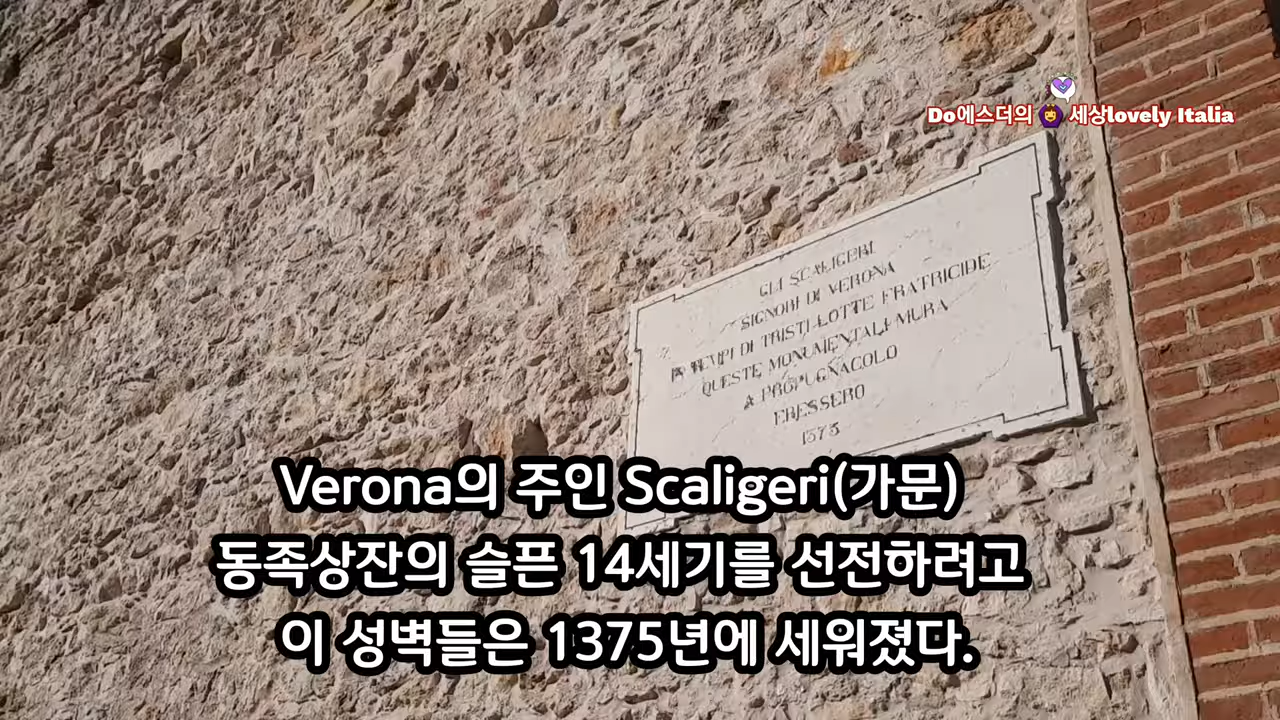 Do에스더의 세상lovely Italia
GLI SCALIGERI
SIGNORI DI VERONA
IN TEMPI DI TRISTI LOTTE FRATRICIDE
QUESTE MONUMENTALI MURA
A PROPUGNACOLO
ERESSERO
1375
Verona의 주인 Scaligeri(가문)
동족상잔의 슬픈 14세기를 선전하려고
이 성벽들은 1375년에 세워졌다.